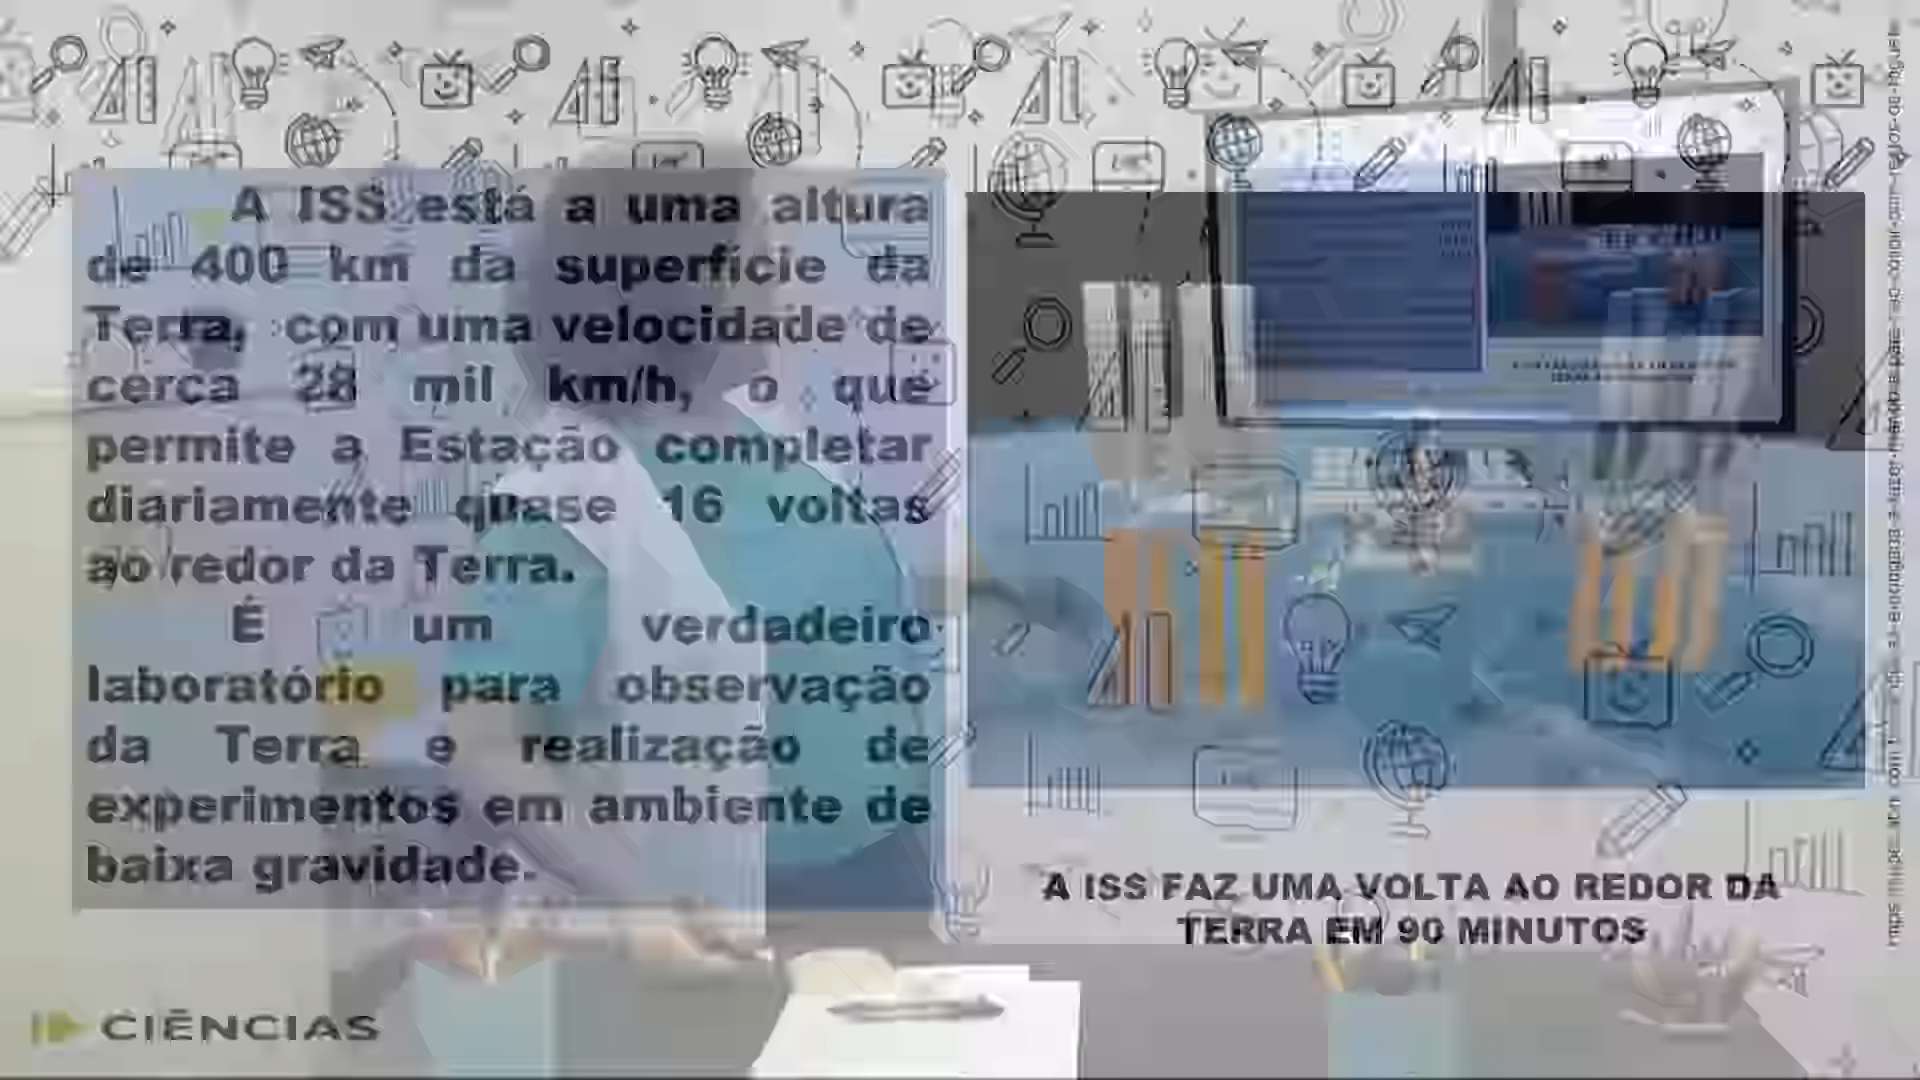 A ISS está a uma altura
de 400 km da superfície da
Terra, com uma velocidade de
cerca 28 mil km/h, o que
permite a Estação completar
diariamente quase 16 voltas
ao redor da Terra.
É um verdadeiro
laboratório para observação
da Terra e realização de
experimentos em ambiente de
baixa gravidade.
A ISS FAZ UMA VOLTA AO REDOR DA
TERRA EM 90 MINUTOS
CIÊNCIAS